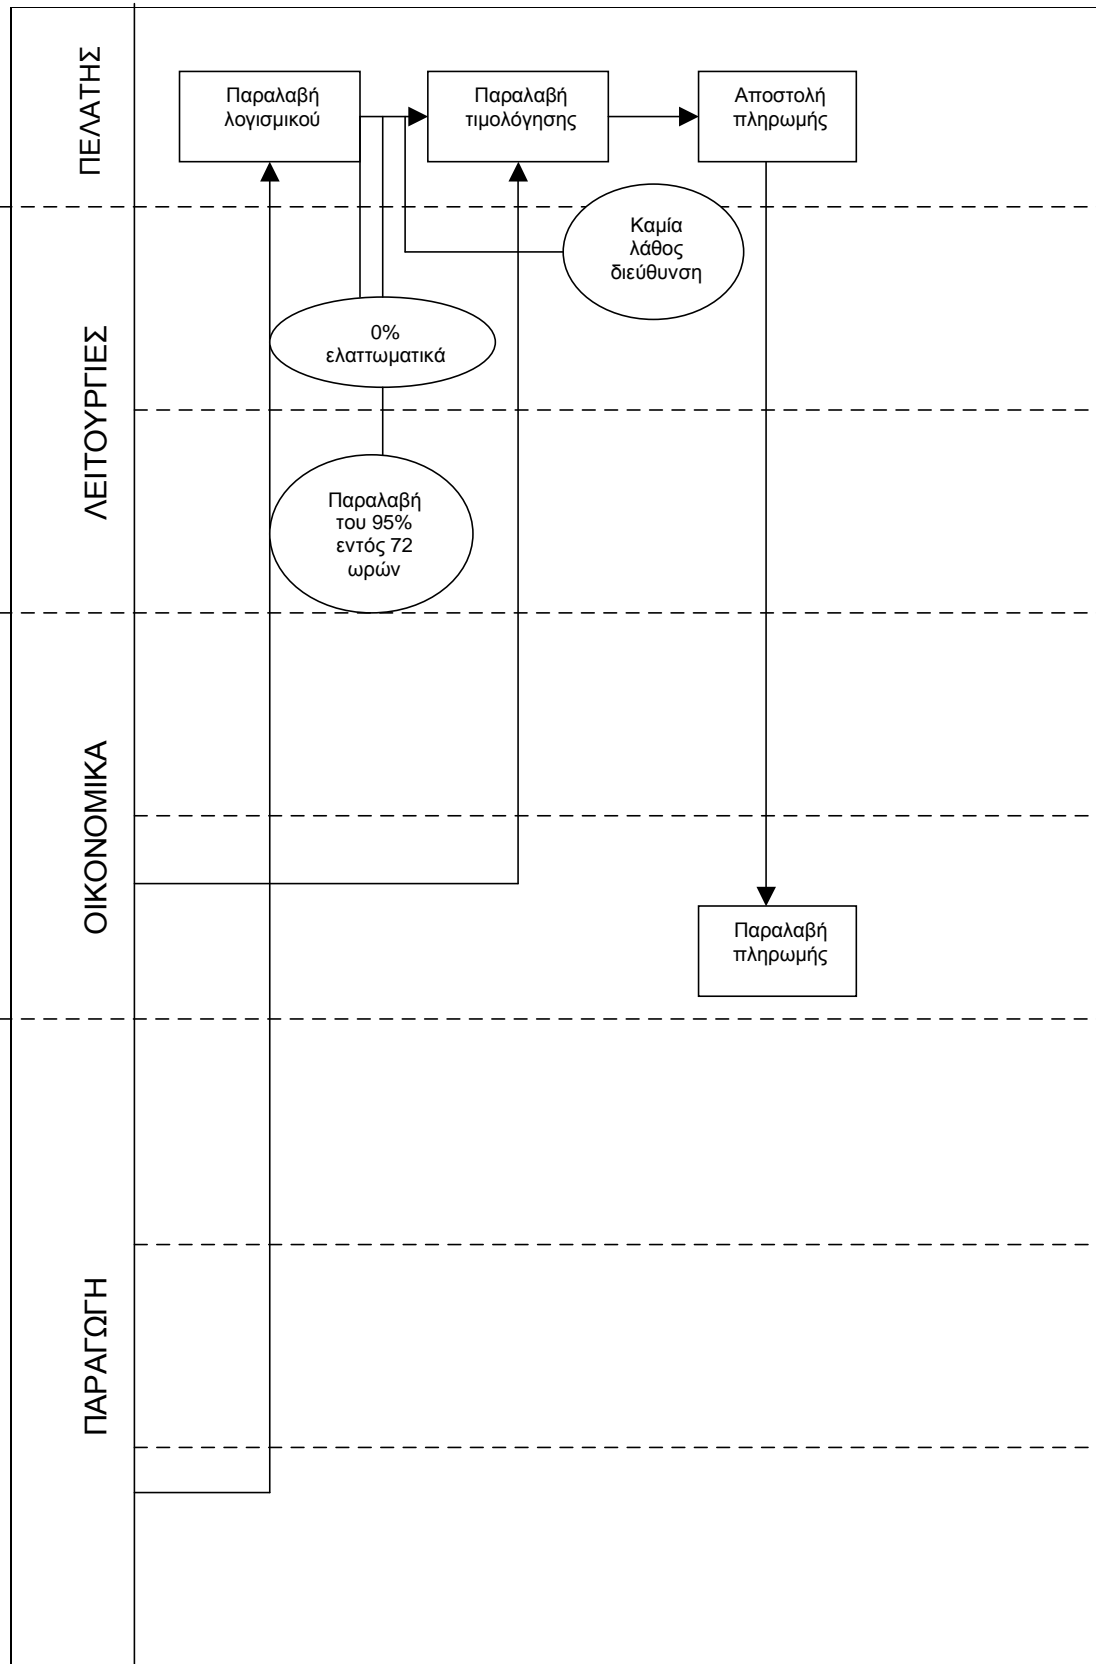 ΠΕΛΑΤΗΣ
Παραλαβή
λογισμικού
Παραλαβή
τιμολόγησης
Αποστολή
πληρωμής
Καμία
λάθος
διεύθυνση
ΛΕΙΤΟΥΡΓΙΕΣ
0%
ελαττωματικά
Παραλαβή
του 95%
εντός 72
ωρών
ΟΙΚΟΝΟΜΙΚΑ
Παραλαβή
πληρωμής
ΠΑΡΑΓΩΓΗ